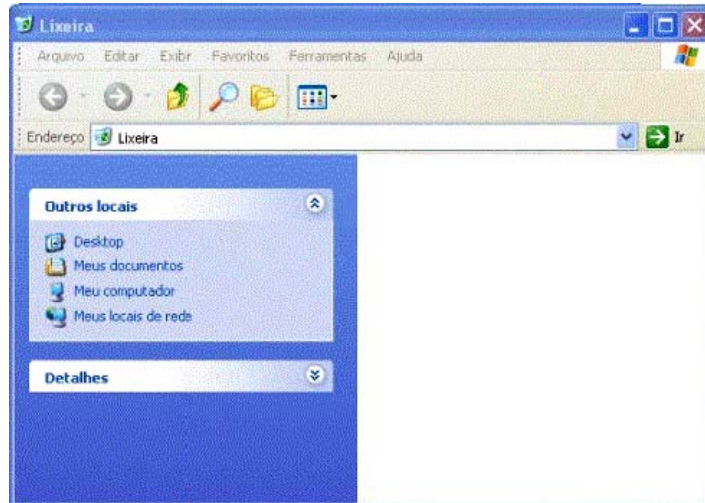 Lixeira
Arquivo Editar Exibir Favoritos Ferramentas Ajuda
Endereço Lixeira Ir
Outros locais
Desktop
Meus documentos
Meu computador
Meus locais de rede
Detalhes